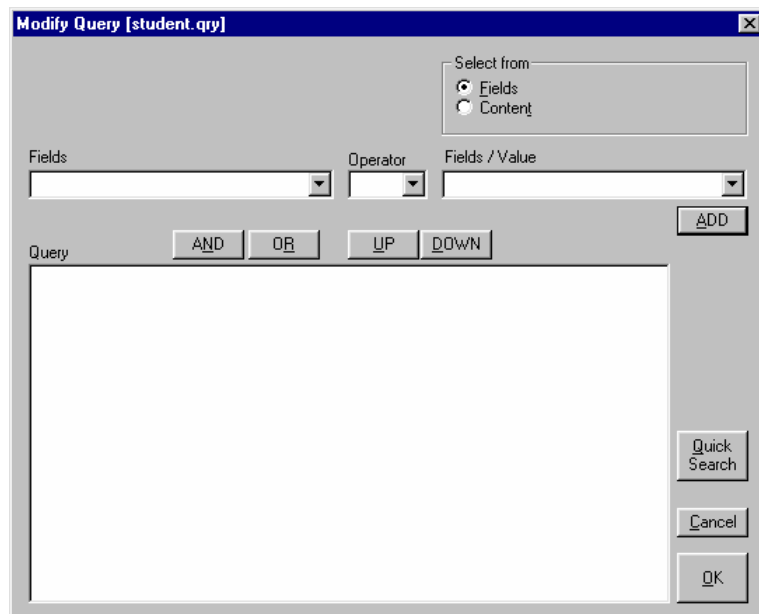 Modify Query [student.qry]
Select from
Fields
Content
Fields
Operator
Fields / Value
ADD
AND
OR
UP
DOWN
Query
Quick
Search
Cancel
OK